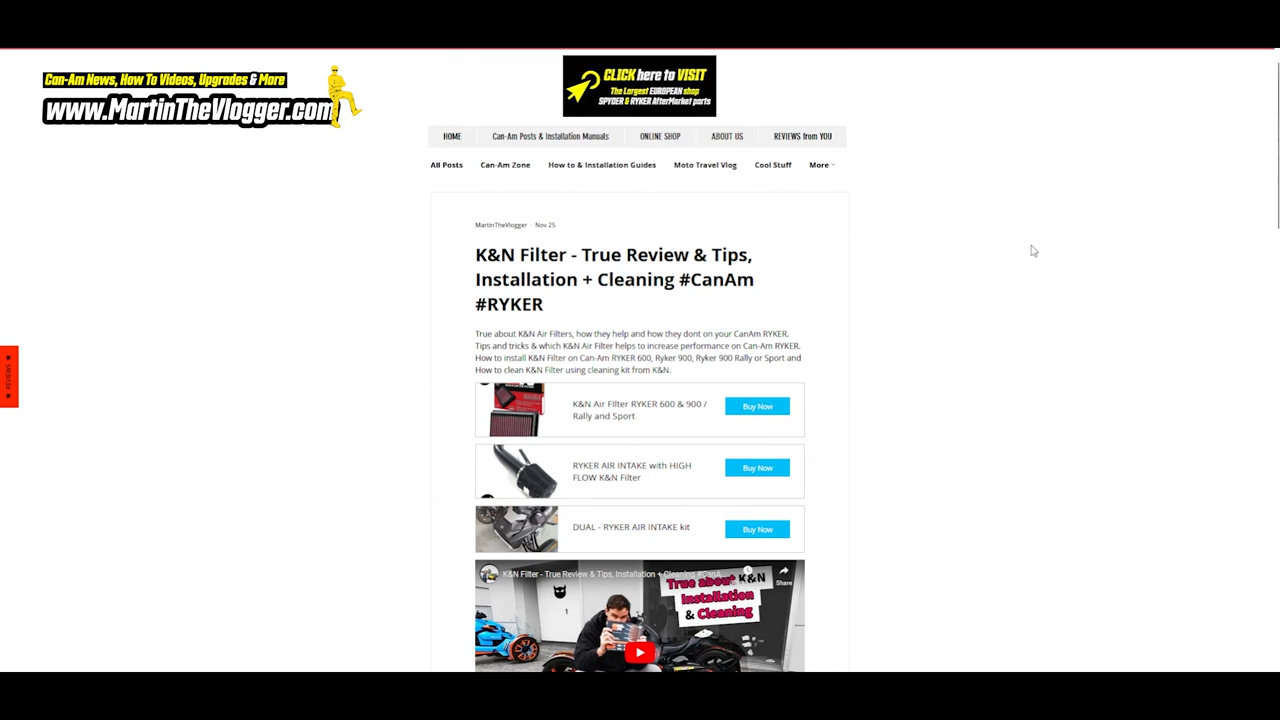 Can-Am News, How To Videos, Upgrades & More
www.MartinTheVlogger.com
CLICK here to VISIT
The Largest EUROPEAN shop
SPYDER & RYKER AfterMarket parts
HOME Can-Am Posts & Installation Manuals ONLINE SHOP ABOUT US REVIEWS from YOU
All Posts Can-Am Zone How to & Installation Guides Moto Travel Vlog Cool Stuff More
MartinTheVlogger · Nov 25
K&N Filter - True Review & Tips,
Installation + Cleaning #CanAm
#RYKER
True about K&N Air Filters, how they help and how they dont on your CanAm RYKER.
Tips and tricks & which K&N Air Filter helps to increase performance on Can-Am RYKER.
How to install K&N Filter on Can-Am RYKER 600, Ryker 900, Ryker 900 Rally or Sport and
How to clean K&N Filter using cleaning kit from K&N.
K&N Air Filter RYKER 600 & 900 /
Rally and Sport
Buy Now
RYKER AIR INTAKE with HIGH
FLOW K&N Filter
Buy Now
DUAL - RYKER AIR INTAKE kit
Buy Now
K&N Filter - True Review & Tips, Installation + Cleaning #CanA...
Share
True about K&N
Installation
& Cleaning
★ REVIEWS ★